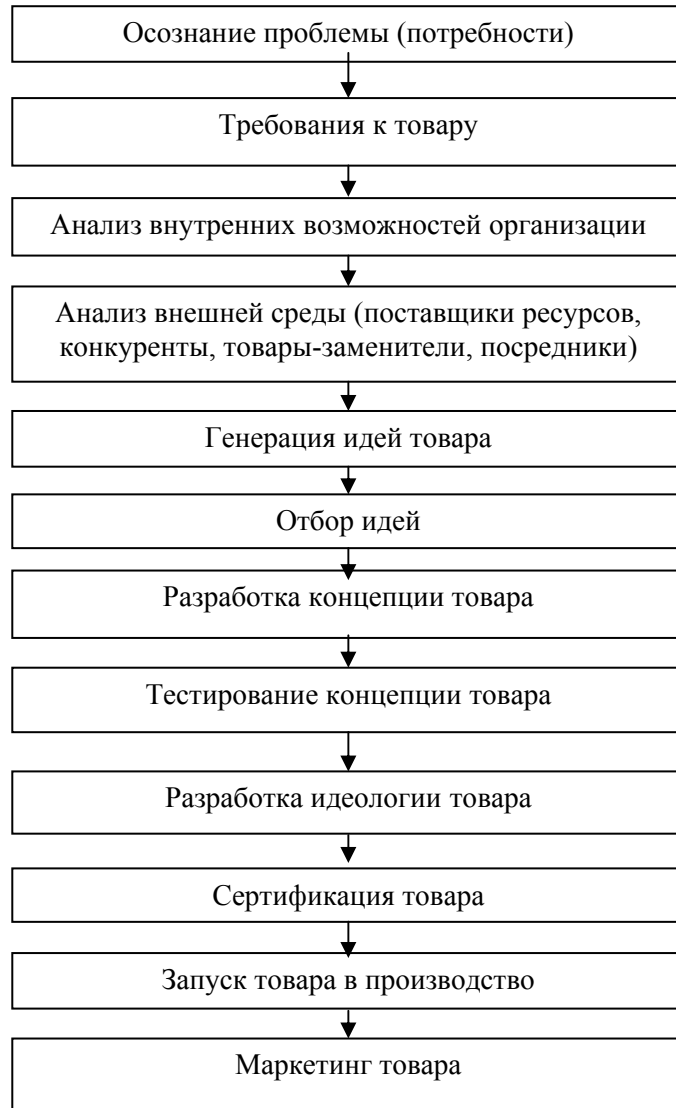 Осознание проблемы (потребности)
Требования к товару
Анализ внутренних возможностей организации
Анализ внешней среды (поставщики ресурсов,
конкуренты, товары-заменители, посредники)
Генерация идей товара
Отбор идей
Разработка концепции товара
Тестирование концепции товара
Разработка идеологии товара
Сертификация товара
Запуск товара в производство
Маркетинг товара